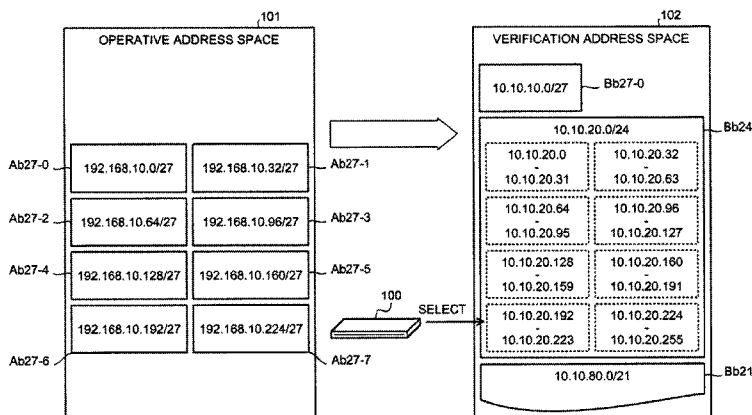 101
OPERATIVE ADDRESS SPACE
Ab27-0
192.168.10.0/27
192.168.10.32/27
Ab27-1
Ab27-2
192.168.10.64/27
192.168.10.96/27
Ab27-3
Ab27-4
192.168.10.128/27
192.168.10.160/27
Ab27-5
192.168.10.192/27
192.168.10.224/27
Ab27-6
Ab27-7
100
SELECT
102
VERIFICATION ADDRESS SPACE
10.10.10.0/27
Bb27-0
10.10.20.0/24
Bb24
10.10.20.0
-
10.10.20.31
10.10.20.32
-
10.10.20.63
10.10.20.64
-
10.10.20.95
10.10.20.96
-
10.10.20.127
10.10.20.128
-
10.10.20.159
10.10.20.160
-
10.10.20.191
10.10.20.192
-
10.10.20.223
10.10.20.224
-
10.10.20.255
10.10.80.0/21
Bb21